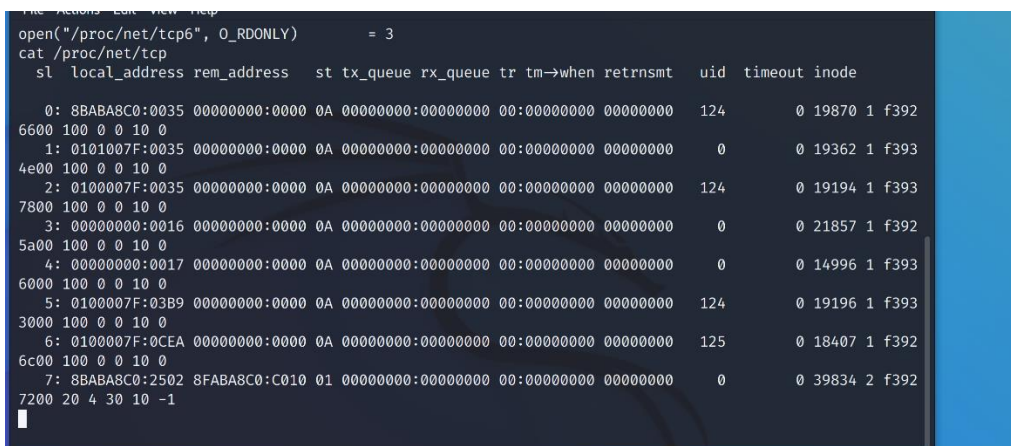 File Actions Edit View Help
open("/proc/net/tcp6", O_RDONLY)        = 3
cat /proc/net/tcp
  sl  local_address rem_address   st tx_queue rx_queue tr tm→when retrnsmt   uid  timeout inode
   0: 8BABA8C0:0035 00000000:0000 0A 00000000:00000000 00:00000000 00000000   124        0 19870 1 f392
6600 100 0 0 10 0
   1: 0101007F:0035 00000000:0000 0A 00000000:00000000 00:00000000 00000000     0        0 19362 1 f393
4e00 100 0 0 10 0
   2: 0100007F:0035 00000000:0000 0A 00000000:00000000 00:00000000 00000000   124        0 19194 1 f393
7800 100 0 0 10 0
   3: 00000000:0016 00000000:0000 0A 00000000:00000000 00:00000000 00000000     0        0 21857 1 f392
5a00 100 0 0 10 0
   4: 00000000:0017 00000000:0000 0A 00000000:00000000 00:00000000 00000000     0        0 14996 1 f393
6000 100 0 0 10 0
   5: 0100007F:03B9 00000000:0000 0A 00000000:00000000 00:00000000 00000000   124        0 19196 1 f393
3000 100 0 0 10 0
   6: 0100007F:0CEA 00000000:0000 0A 00000000:00000000 00:00000000 00000000   125        0 18407 1 f392
6c00 100 0 0 10 0
   7: 8BABA8C0:2502 8FABA8C0:C010 01 00000000:00000000 00:00000000 00000000     0        0 39834 2 f392
7200 20 4 30 10 -1